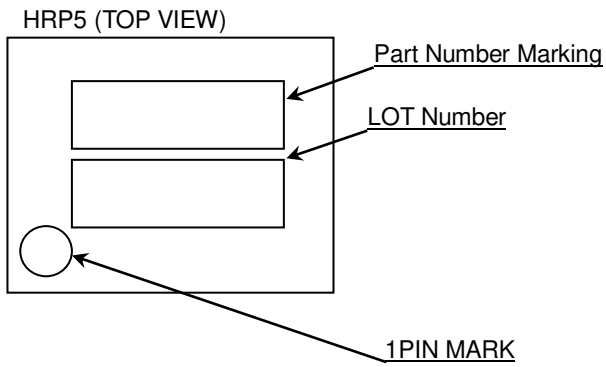 HRP5 (TOP VIEW)
Part Number Marking
LOT Number
1PIN MARK